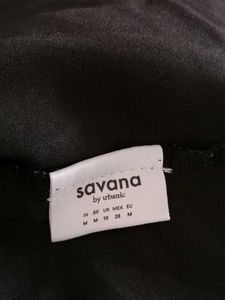 savana
by urbanic
IN BR UK MEX EU
M M 10 28 M